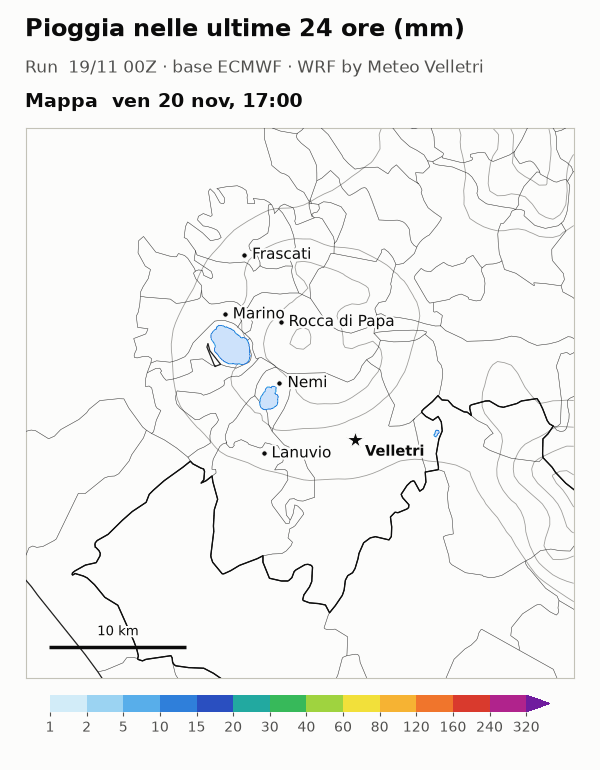 Pioggia nelle ultime 24 ore (mm)
Run  19/11 00Z · base ECMWF · WRF by Meteo Velletri
Mappa  ven 20 nov, 17:00
Frascati
Marino
Rocca di Papa
Nemi
Velletri
Lanuvio
10 km
1 2 5 10 15 20 30 40 60 80 120 160 240 320